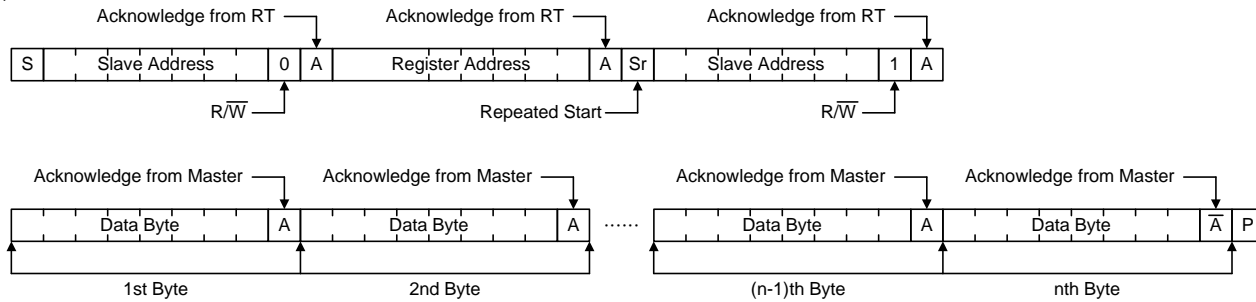 Acknowledge from RT Acknowledge from RT Acknowledge from RT
S Slave Address 0 A Register Address A Sr Slave Address 1 A
R/W̅ Repeated Start R/W̅
Acknowledge from Master Acknowledge from Master Acknowledge from Master Acknowledge from Master
Data Byte A Data Byte A ...... Data Byte A Data Byte A̅ P
1st Byte 2nd Byte (n-1)th Byte nth Byte